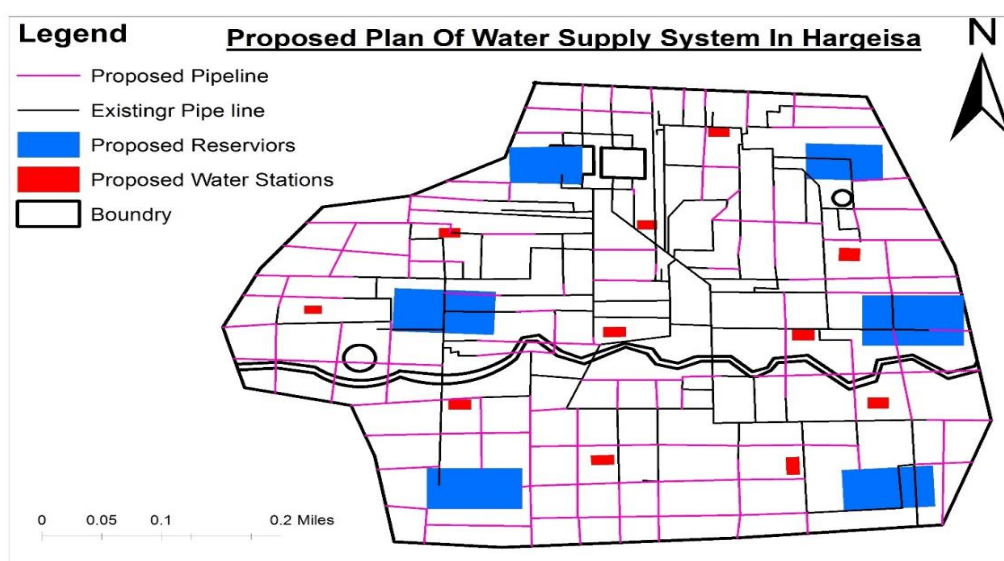 Legend
Proposed Plan Of Water Supply System In Hargeisa
N
Proposed Pipeline
Existingr Pipe line
Proposed Reserviors
Proposed Water Stations
Boundry
0 0.05 0.1 0.2 Miles